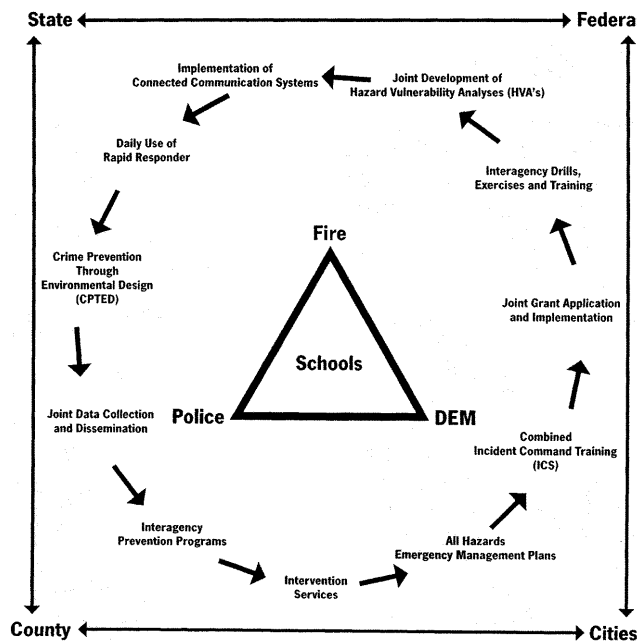 State
Federa
Implementation of
Connected Communication Systems
Joint Development of
Hazard Vulnerability Analyses (HVA's)
Daily Use of
Rapid Responder
Interagency Drills,
Exercises and Training
Fire
Crime Prevention
Through
Environmental Design
(CPTED)
Joint Grant Application
and Implementation
Schools
Joint Data Collection
and Dissemination
Police
DEM
Combined
Incident Command Training
(ICS)
Interagency
Prevention Programs
All Hazards
Emergency Management Plans
Intervention
Services
County
Cities